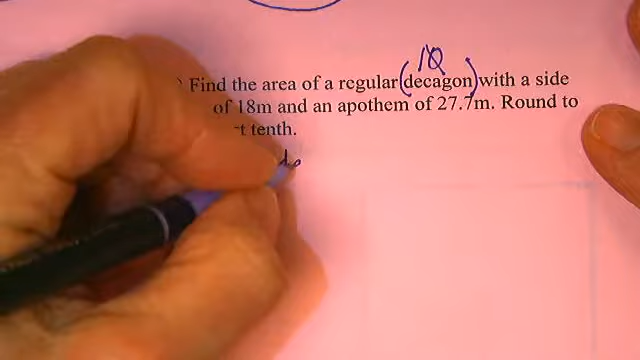 10
) Find the area of a regular (decagon) with a side
of 18m and an apothem of 27.7m. Round to
t tenth.